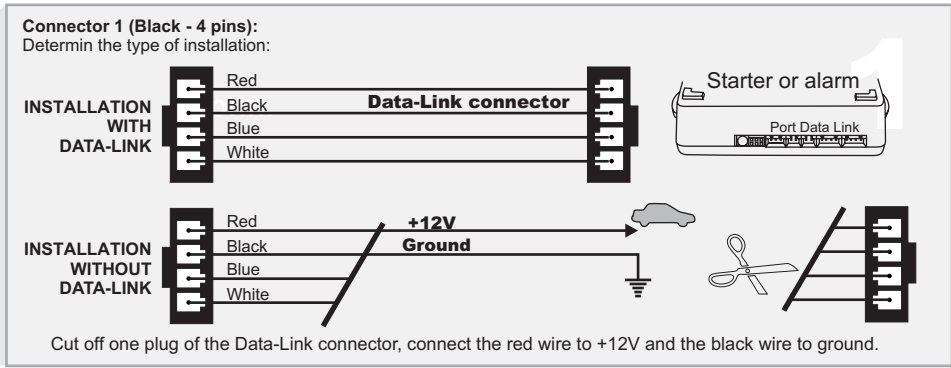 Connector 1 (Black - 4 pins):
Determin the type of installation:
1
INSTALLATION
WITH
DATA-LINK
Red
Black
Blue
White
Data-Link connector
Starter or alarm
Port Data Link
INSTALLATION
WITHOUT
DATA-LINK
Red
Black
Blue
White
+12V
Ground
Cut off one plug of the Data-Link connector, connect the red wire to +12V and the black wire to ground.